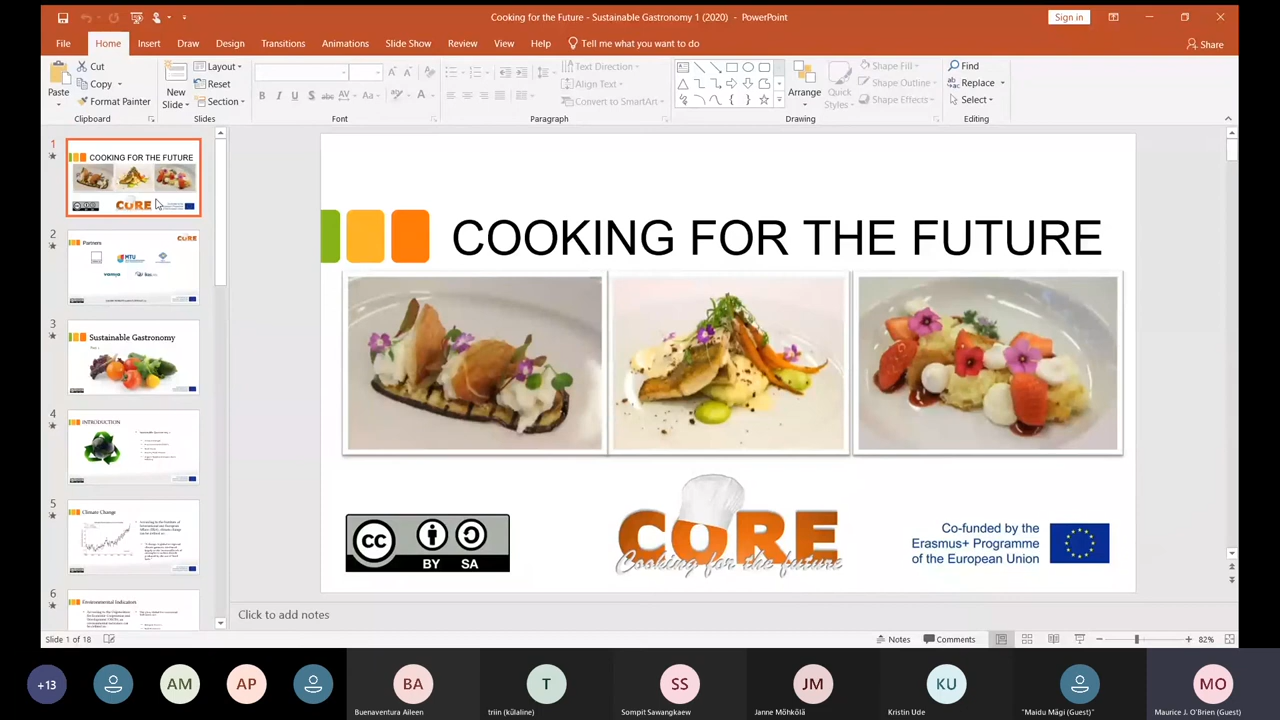 Cooking for the Future - Sustainable Gastronomy 1 (2020) - PowerPoint
Sign in
File Home Insert Draw Design Transitions Animations Slide Show Review View Help Tell me what you want to do
Share
Paste
Cut
Copy
Format Painter
Clipboard
New Slide
Layout
Reset
Section
Slides
Font
Text Direction
Align Text
Convert to SmartArt
Paragraph
Arrange
Quick Styles
Shape Fill
Shape Outline
Shape Effects
Drawing
Find
Replace
Select
Editing
1
COOKING FOR THE FUTURE
CORE
2
Partners
CORE
MTU
3
Sustainable Gastronomy
4
INTRODUCTION
5
Climate Change
6
Environmental Indicators
COOKING FOR THE FUTURE
CC BY SA
CORE
Cooking for the future
Co-funded by the
Erasmus+ Programme
of the European Union
Click to add notes
Slide 1 of 18
Notes
Comments
82%
+13
AM
AP
BA
Buenaventura Aileen
T
triin (külaline)
SS
Sompit Sawangkaew
JM
Janne Möhkölä
KU
Kristin Ude
"Maidu Mägi (Guest)"
MO
Maurice J. O'Brien (Guest)